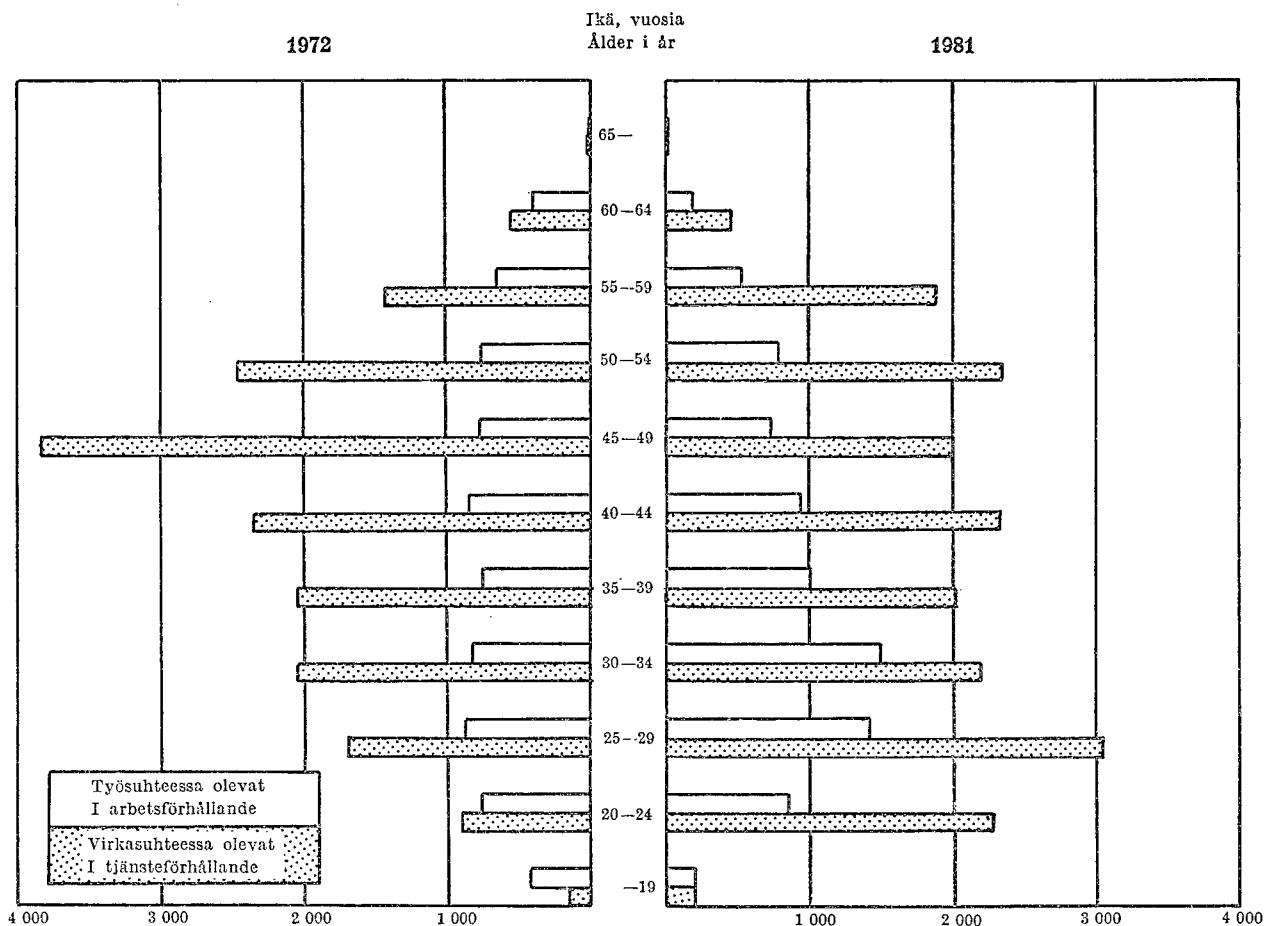 Ikä, vuosia
Ålder i år
1972
1981
65—
60—64
55—59
50—54
45—49
40—44
35—39
30—34
25—29
20—24
—19
Työsuhteessa olevat
I arbetsförhållande
Virkasuhteessa olevat
I tjänsteförhållande
4 000 3 000 2 000 1 000
1 000 2 000 3 000 4 000